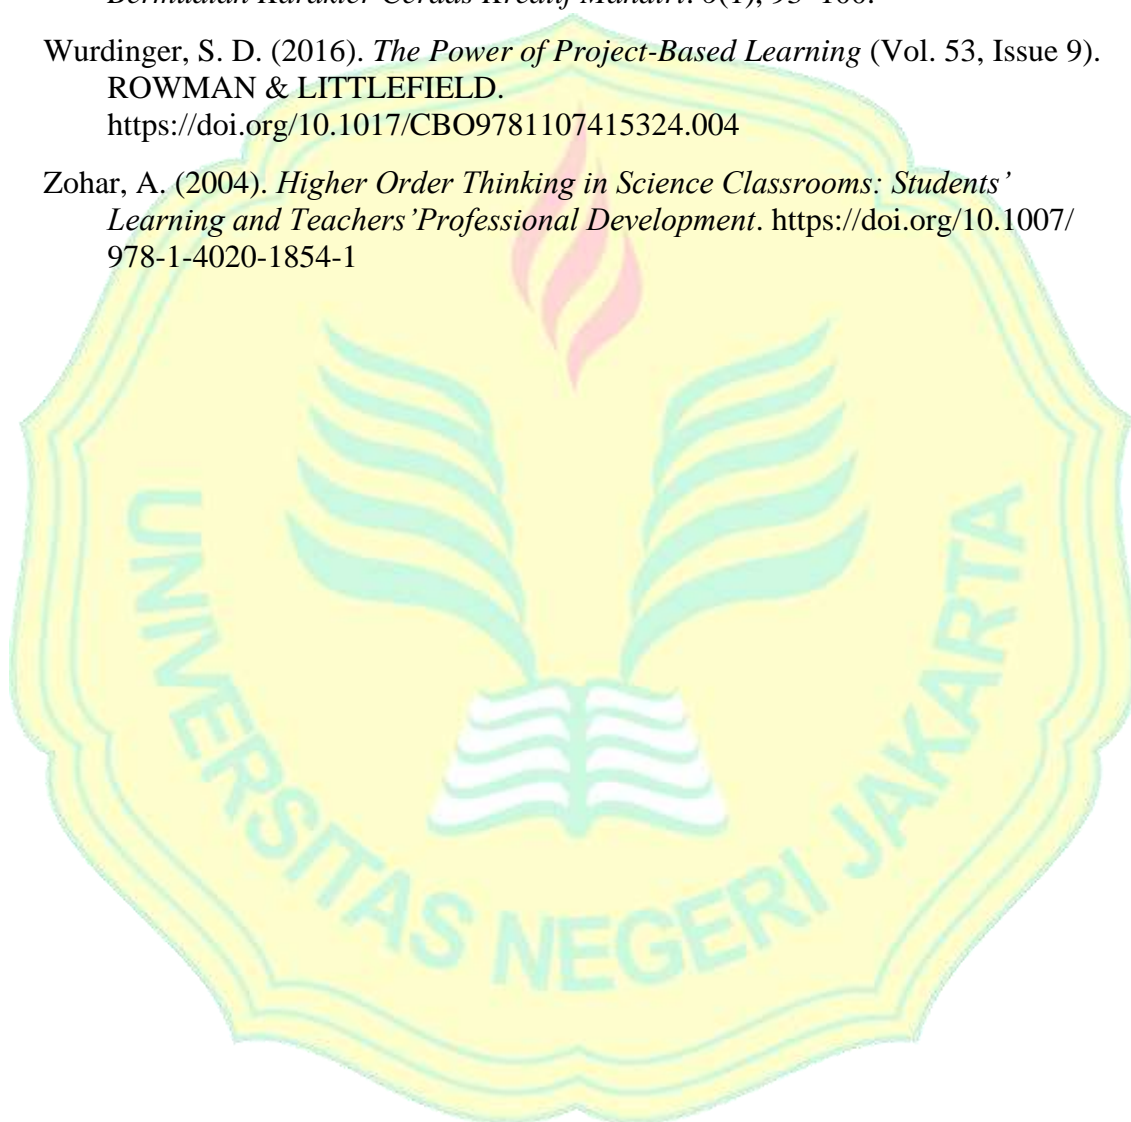 Bermuatan Karakter Cerdas Kreatif Mandiri. 6(1), 93–100.
Wurdinger, S. D. (2016). The Power of Project-Based Learning (Vol. 53, Issue 9).
ROWMAN & LITTLEFIELD.
https://doi.org/10.1017/CBO9781107415324.004
Zohar, A. (2004). Higher Order Thinking in Science Classrooms: Students’
Learning and Teachers’Professional Development. https://doi.org/10.1007/
978-1-4020-1854-1
UNIVERSITAS NEGERI JAKARTA